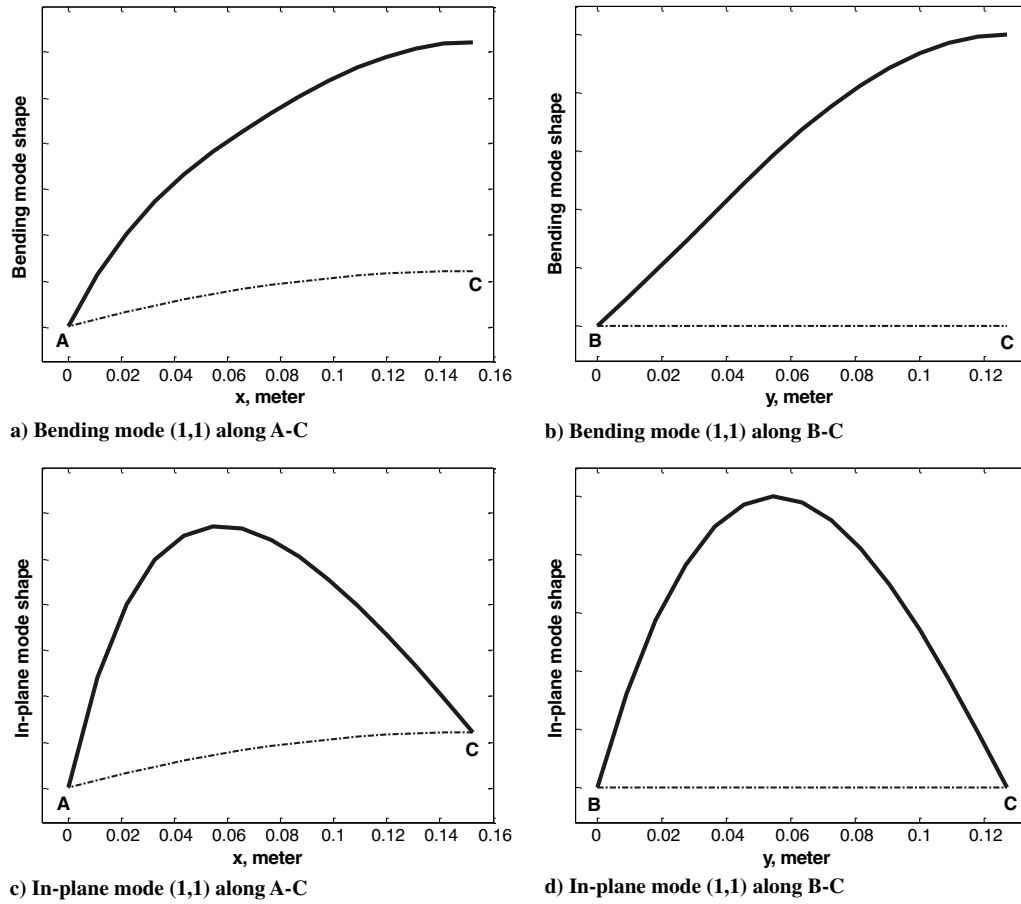 Bending mode shape
A
C
0 0.02 0.04 0.06 0.08 0.1 0.12 0.14 0.16
x, meter
a) Bending mode (1,1) along A-C
Bending mode shape
B
C
0 0.02 0.04 0.06 0.08 0.1 0.12
y, meter
b) Bending mode (1,1) along B-C
In-plane mode shape
A
C
0 0.02 0.04 0.06 0.08 0.1 0.12 0.14 0.16
x, meter
c) In-plane mode (1,1) along A-C
In-plane mode shape
B
C
0 0.02 0.04 0.06 0.08 0.1 0.12
y, meter
d) In-plane mode (1,1) along B-C